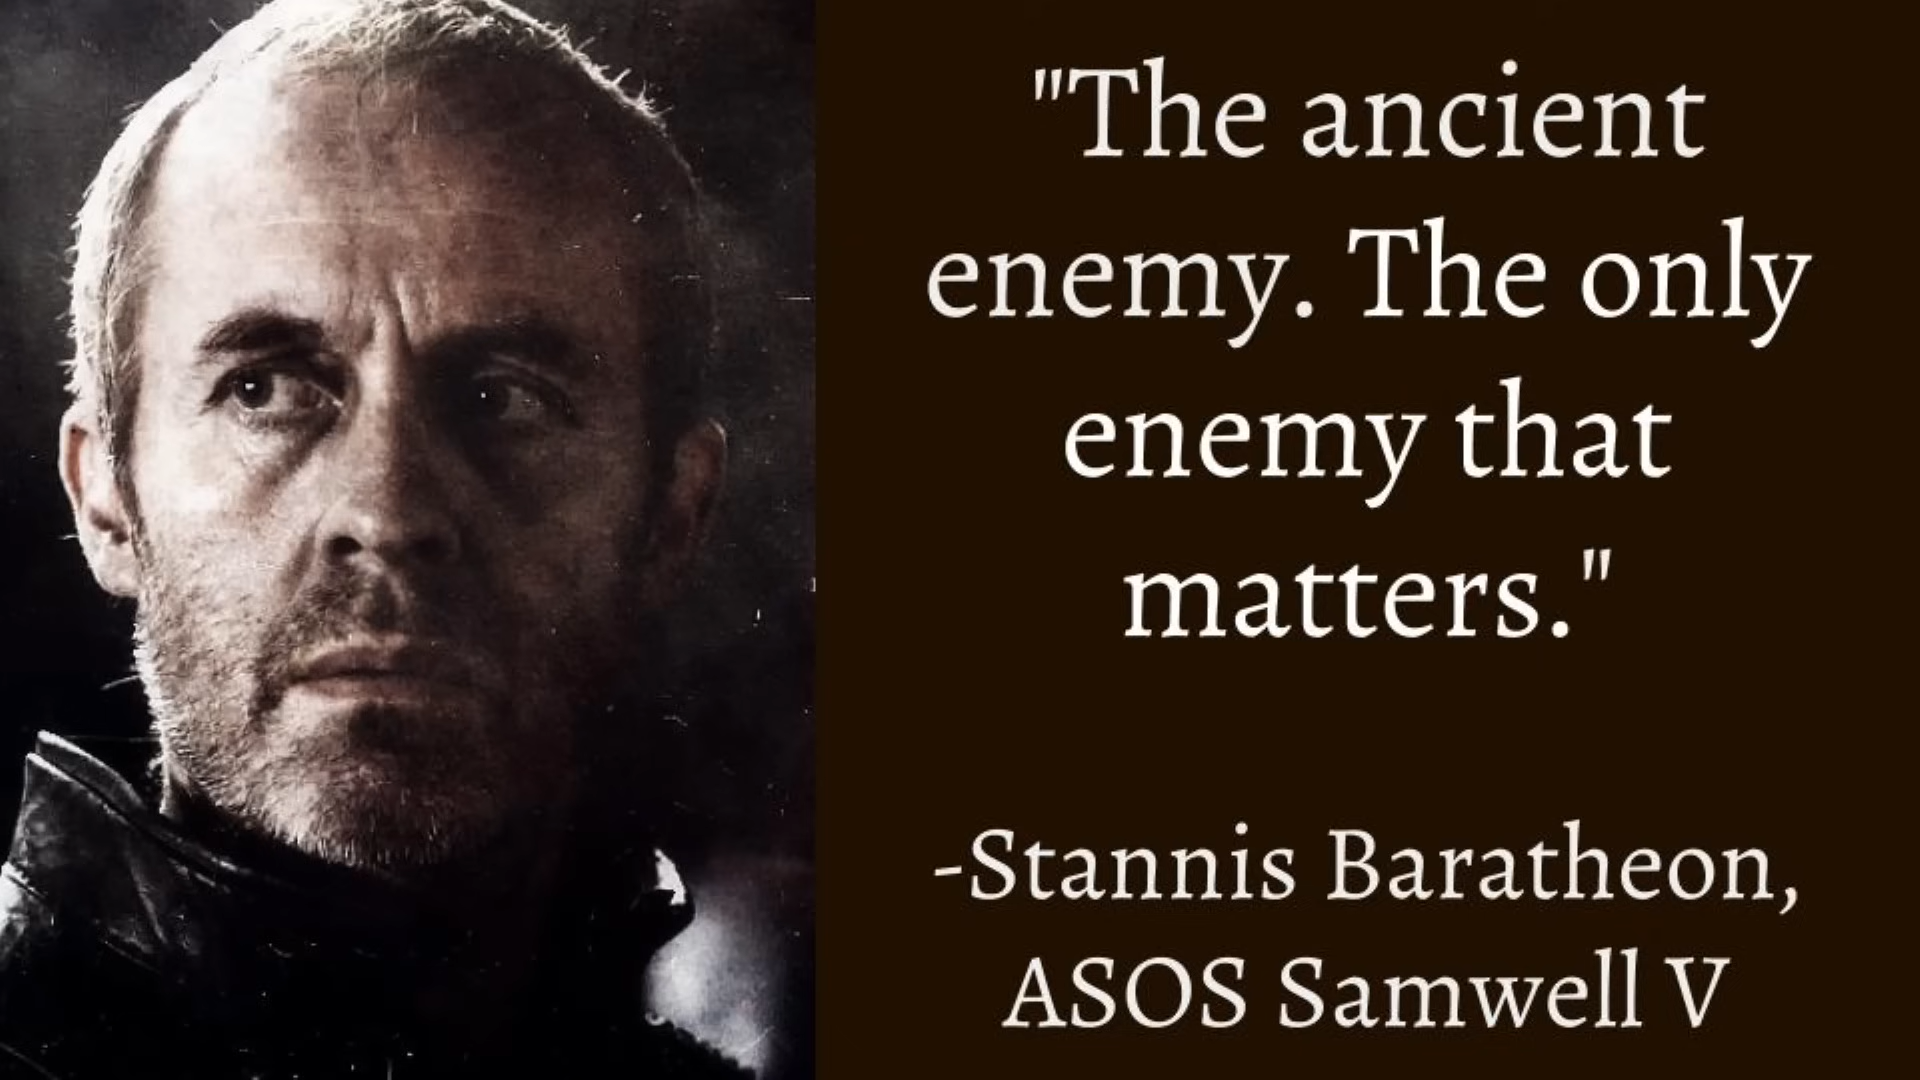 "The ancient
enemy. The only
enemy that
matters."
-Stannis Baratheon,
ASOS Samwell V